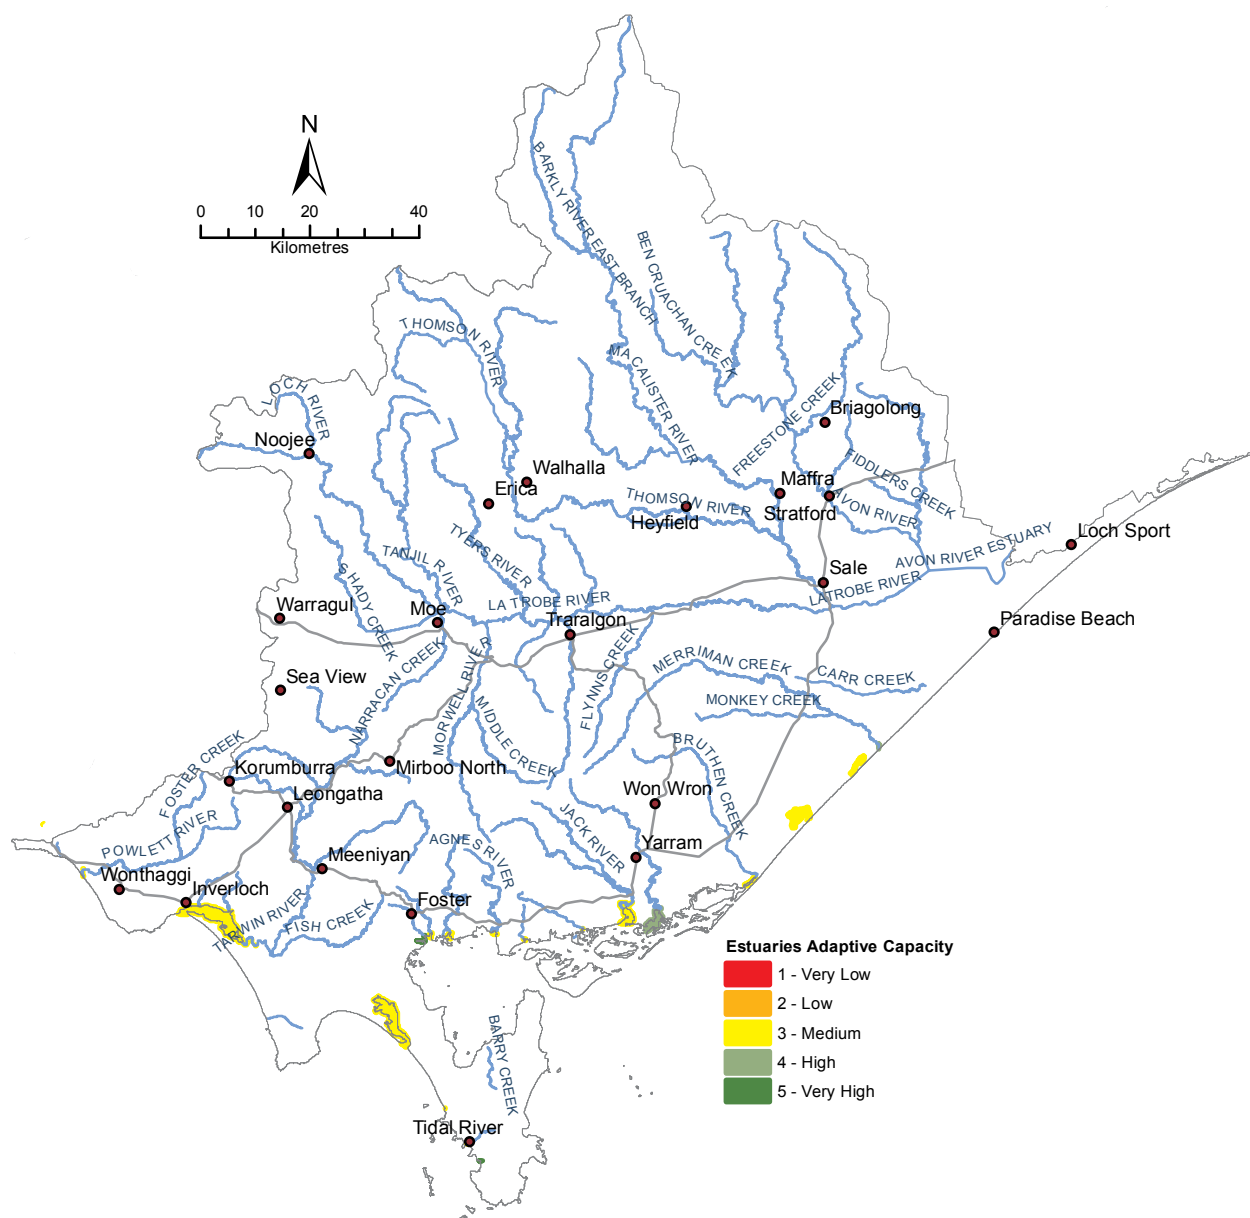 N
0 10 20 40
Kilometres
BARKLY RIVER EAST BRANCH
BEN CRUACHAN CREEK
THOMSON RIVER
MACALISTER RIVER
LOCH RIVER
Noojee
FREESTONE CREEK
Briagolong
Walhalla
Erica
FIDDLERS CREEK
Maffra
THOMSON RIVER
Heyfield
Stratford
AVON RIVER
AVON RIVER ESTUARY
Loch Sport
TYERS RIVER
TANJIL RIVER
SHADY CREEK
Sale
LATROBE RIVER
LA TROBE RIVER
Warragul
Moe
Traralgon
Paradise Beach
FLYNNS CREEK
MERRIMAN CREEK
CARR CREEK
Sea View
NARRACAN CREEK
MORWELL RIVER
MIDDLE CREEK
MONKEY CREEK
BRUTHEN CREEK
FOSTER CREEK
Korumburra
Mirboo North
Leongatha
Won Wron
POWLETT RIVER
JACK RIVER
Yarram
AGNES RIVER
Meeniyan
Wonthaggi
Inverloch
TARWIN RIVER
FISH CREEK
Foster
Estuaries Adaptive Capacity
1 - Very Low
2 - Low
3 - Medium
4 - High
5 - Very High
BARRY CREEK
Tidal River